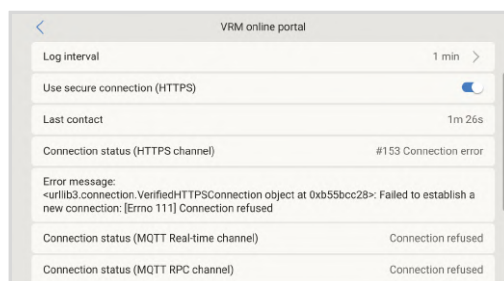 VRM online portal
Log interval 1 min
Use secure connection (HTTPS)
Last contact 1m 26s
Connection status (HTTPS channel) #153 Connection error
Error message:
<urllib3.connection.VerifiedHTTPSConnection object at 0xb55bcc28>: Failed to establish a
new connection: [Errno 111] Connection refused
Connection status (MQTT Real-time channel) Connection refused
Connection status (MQTT RPC channel) Connection refused